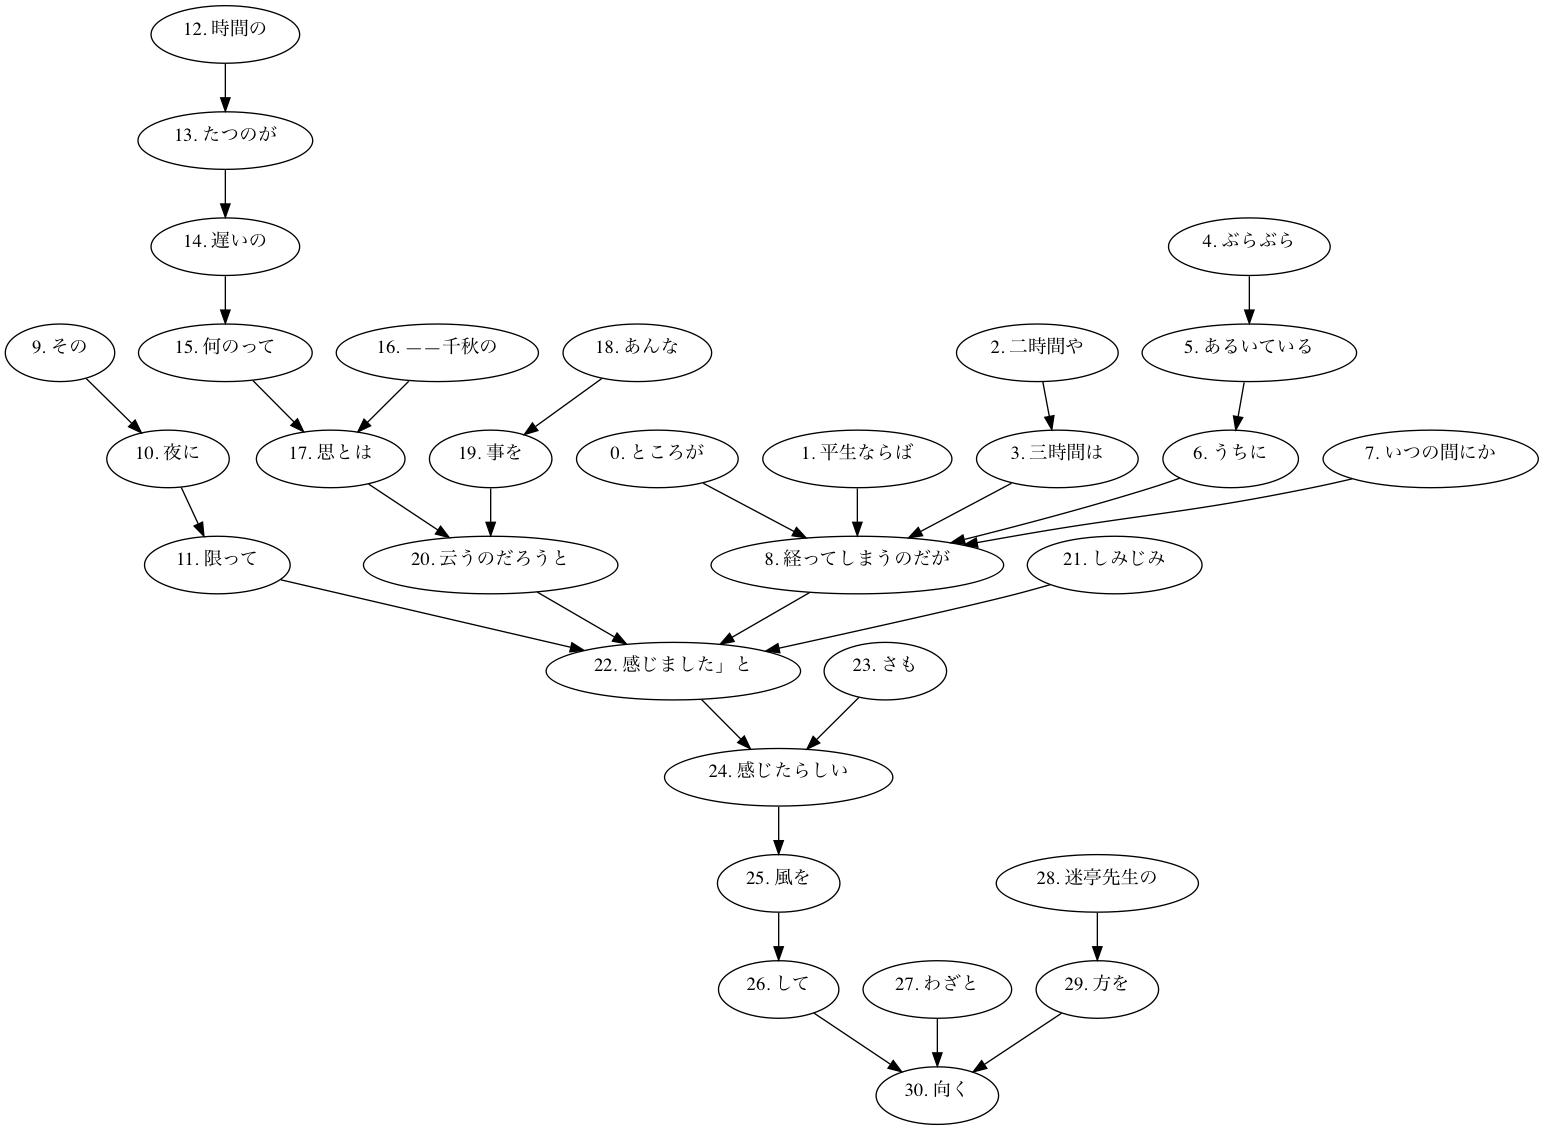 12. 時間の
13. たつのが
14. 遅いの
4. ぶらぶら
9. その
15. 何のって
16. ——千秋の
18. あんな
2. 二時間や
5. あるいている
10. 夜に
17. 思とは
19. 事を
0. ところが
1. 平生ならば
3. 三時間は
6. うちに
7. いつの間にか
11. 限って
20. 云うのだろうと
8. 経ってしまうのだが
21. しみじみ
22. 感じました」と
23. さも
24. 感じたらしい
25. 風を
28. 迷亭先生の
26. して
27. わざと
29. 方を
30. 向く